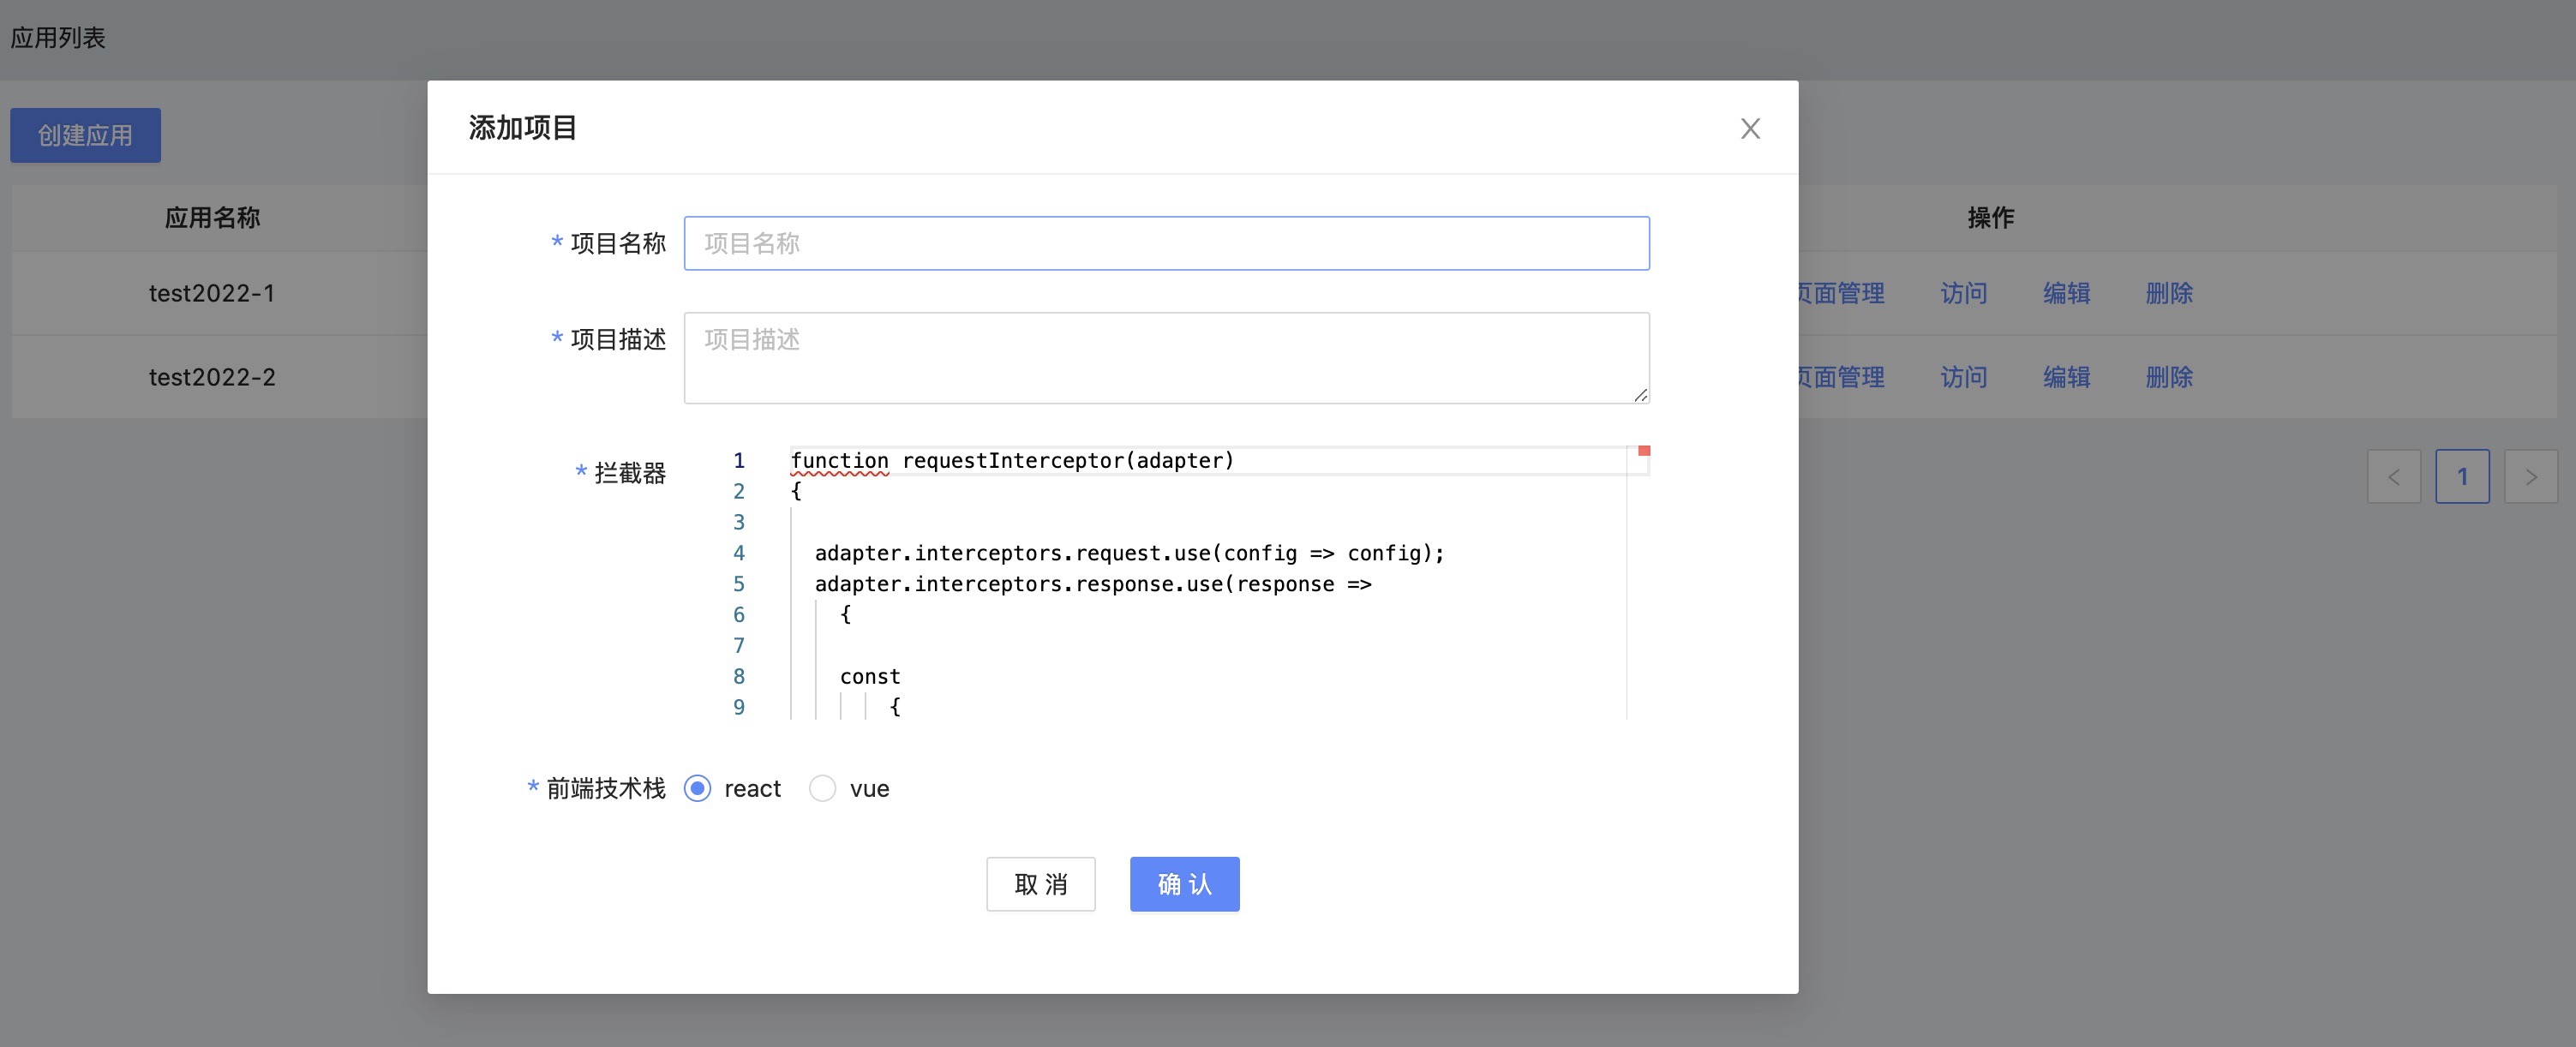 应用列表
创建应用
应用名称
操作
test2022-1
页面管理 访问 编辑 删除
test2022-2
页面管理 访问 编辑 删除
< 1 >
添加项目
* 项目名称 项目名称
* 项目描述 项目描述
* 拦截器
1 function requestInterceptor(adapter)
2 {
3
4 adapter.interceptors.request.use(config => config);
5 adapter.interceptors.response.use(response =>
6 {
7
8 const
9 {
* 前端技术栈 react vue
取消 确认